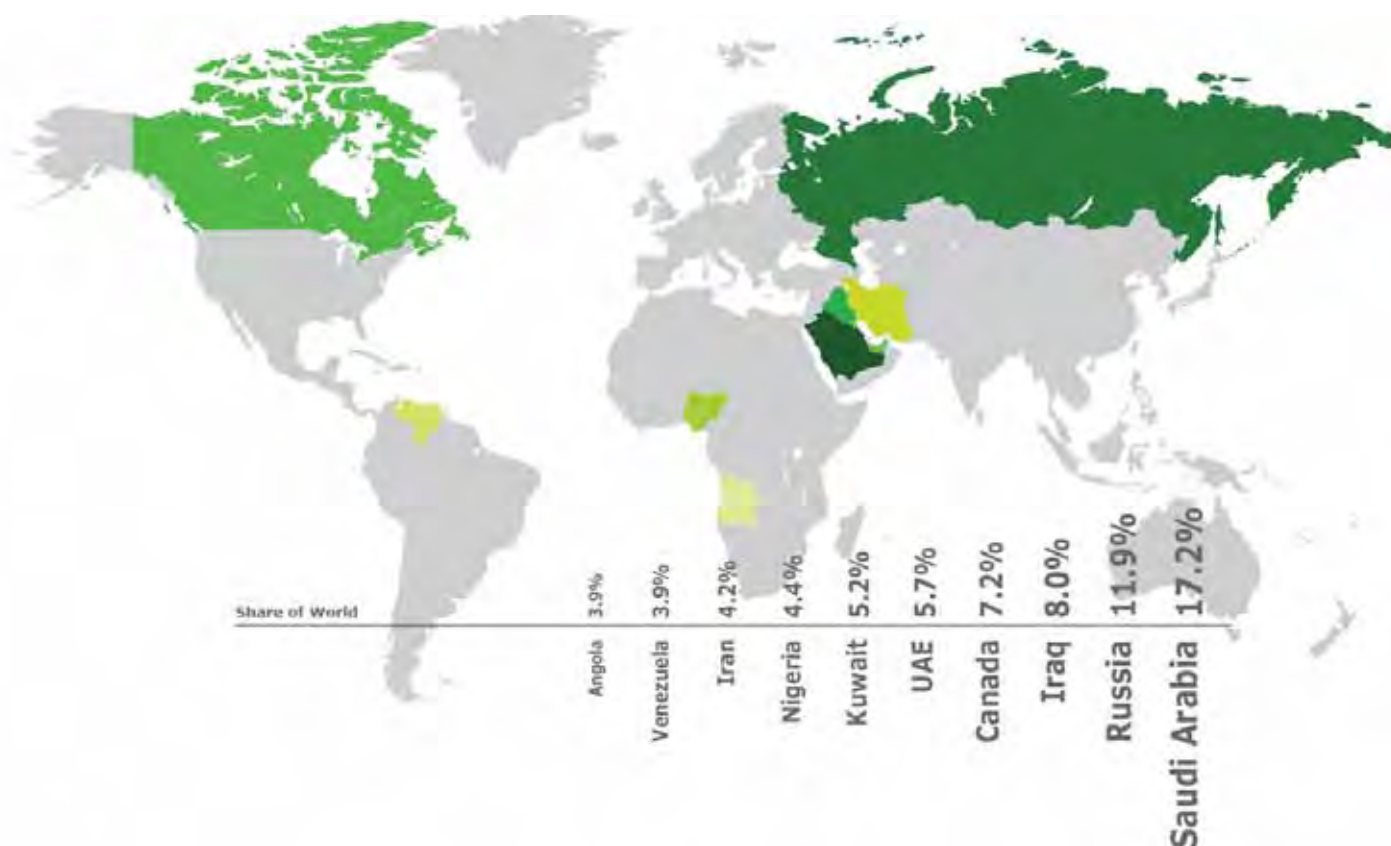 Share of World
3.9%
3.9%
4.2%
4.4%
5.2%
5.7%
7.2%
8.0%
11.9%
17.2%
Angola
Venezuela
Iran
Nigeria
Kuwait
UAE
Canada
Iraq
Russia
Saudi Arabia